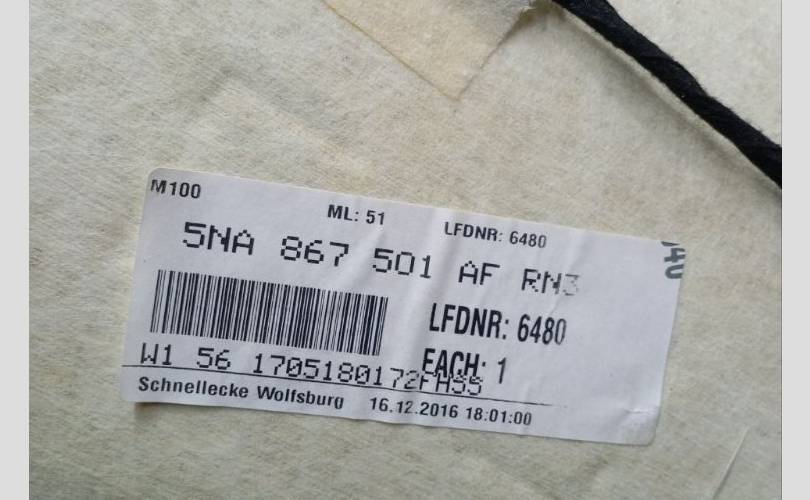 M100
ML: 51 LFDNR: 6480
5NA 867 501 AF RN3
LFDNR: 6480
EACH: 1
W1 56 170518017
Schnellecke Wolfsburg 16.12.2016 18:01:00